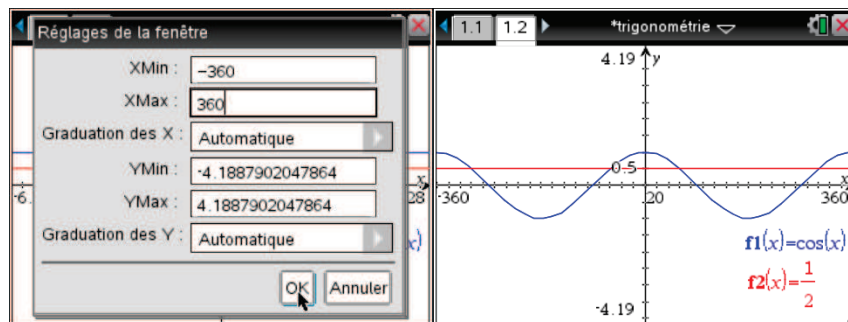 Réglages de la fenêtre
XMin : -360
XMax : 360
Graduation des X : Automatique
YMin : -4.1887902047864
YMax : 4.1887902047864
Graduation des Y : Automatique
OK Annuler
-6.
28
x
x)
1.1 1.2 *trigonométrie
4.19 y
0.5
x
-360 20 360
f1(x)=cos(x)
f2(x)=1/2
-4.19